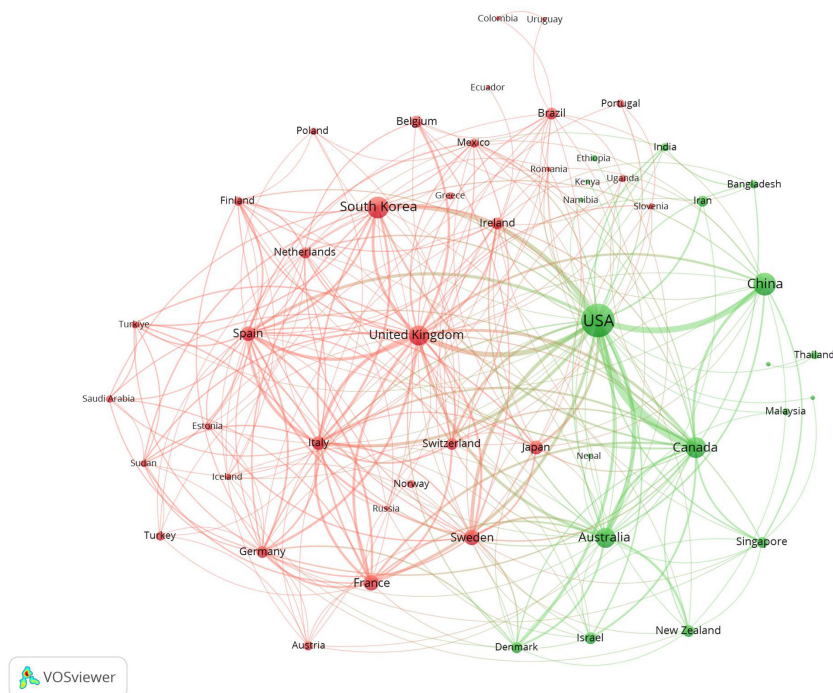 Colombia
Uruguay
Ecuador
Portugal
Brazil
Belgium
Poland
Mexico
India
Ethiopia
Romania
Kenya
Uganda
Bangladesh
Greece
Finland
Namibia
Iran
South Korea
Slovenia
Ireland
Netherlands
China
USA
Turkiye
Spain
United Kingdom
Thailand
Saudi Arabia
Malaysia
Estonia
Italy
Switzerland
Japan
Canada
Nepal
Sudan
Iceland
Norway
Russia
Turkey
Sweden
Australia
Singapore
Germany
France
New Zealand
Israel
Austria
Denmark
VOSviewer